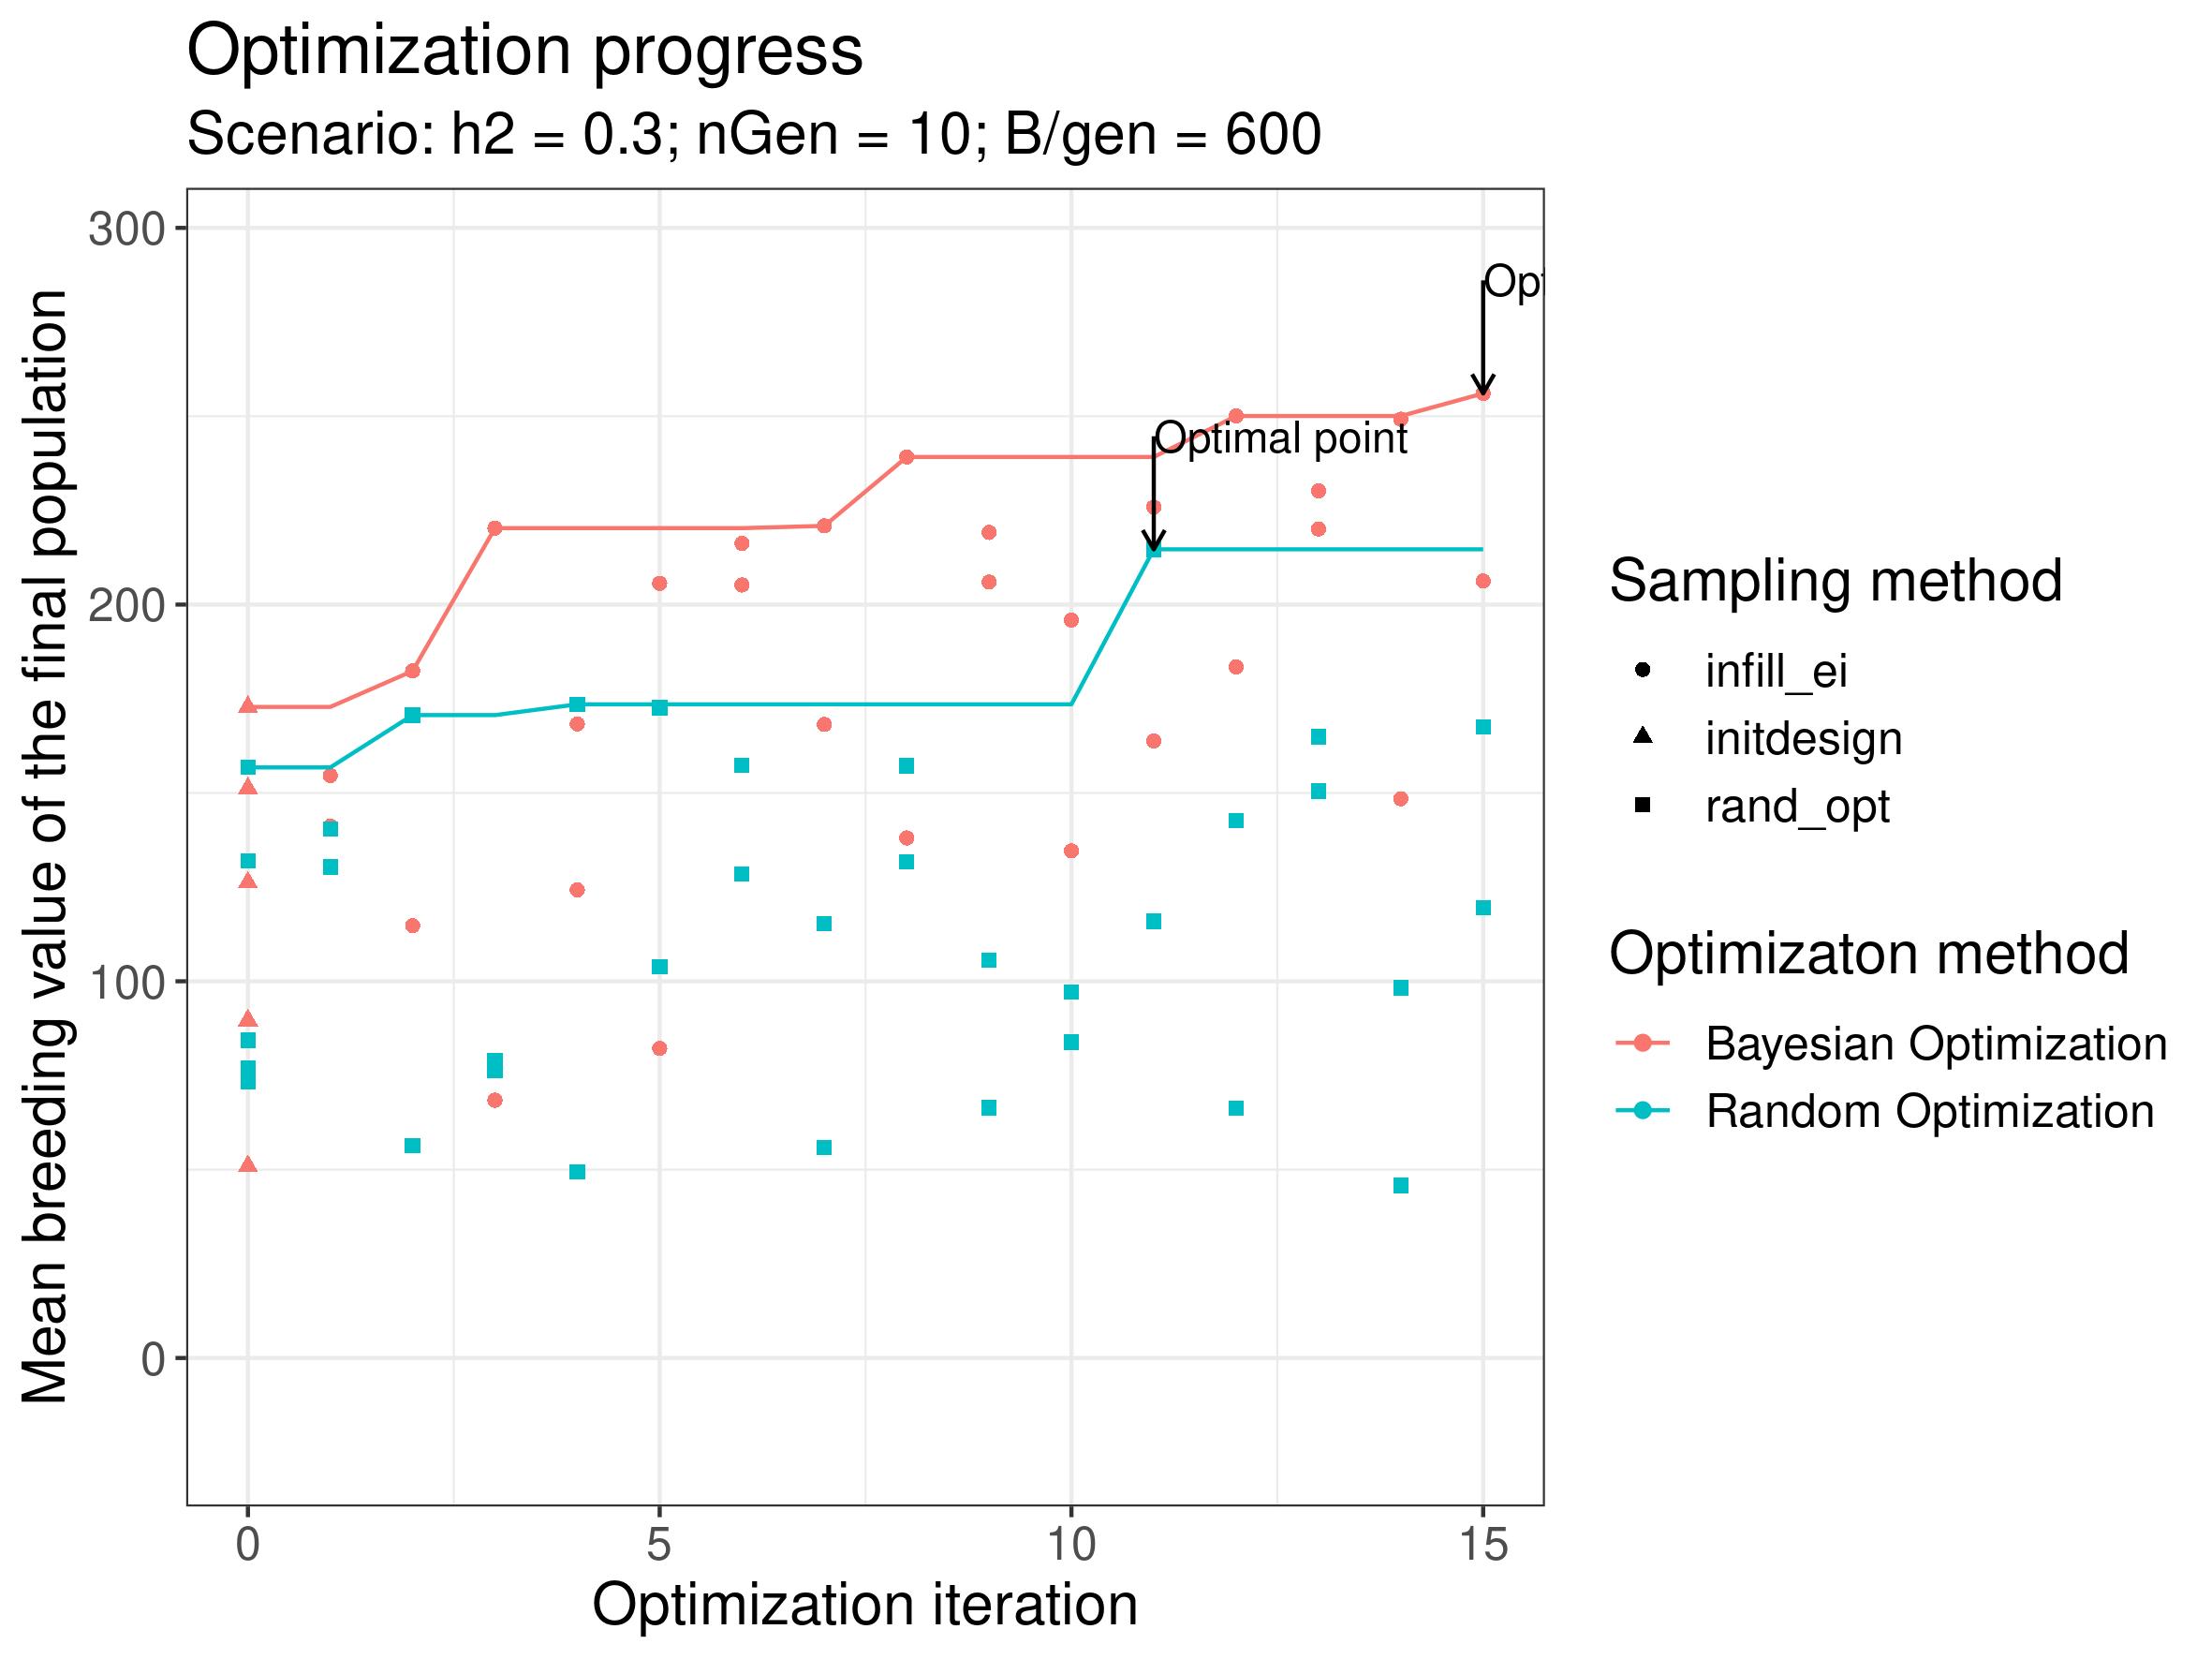 Optimization progress
Scenario: h2 = 0.3; nGen = 10; B/gen = 600
Mean breeding value of the final population
300
200
100
0
Optimal point
0
5
10
15
Optimization iteration
Sampling method
infill_ei
initdesign
rand_opt
Optimizaton method
Bayesian Optimization
Random Optimization